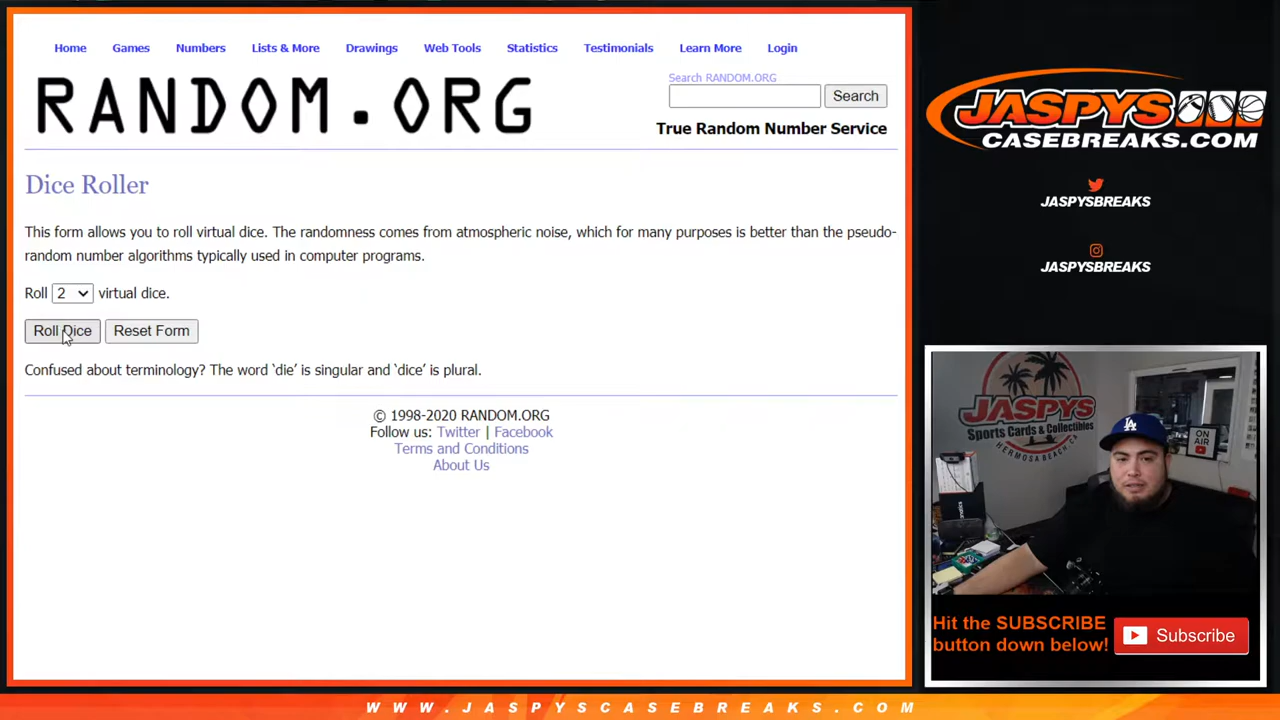 Home Games Numbers Lists & More Drawings Web Tools Statistics Testimonials Learn More Login
RANDOM.ORG
Search RANDOM.ORG
Search
True Random Number Service
Dice Roller
This form allows you to roll virtual dice. The randomness comes from atmospheric noise, which for many purposes is better than the pseudo-
random number algorithms typically used in computer programs.
Roll 2 virtual dice.
Roll Dice Reset Form
Confused about terminology? The word ‘die’ is singular and ‘dice’ is plural.
© 1998-2020 RANDOM.ORG
Follow us: Twitter | Facebook
Terms and Conditions
About Us
JASPYS
CASEBREAKS.COM
JASPYSBREAKS
JASPYSBREAKS
JASPYS
Sports Cards & Collectibles
HERMOSA BEACH, CA
ON
AIR
LA
Hit the SUBSCRIBE
button down below!
Subscribe
WWW.JASPYSCASEBREAKS.COM